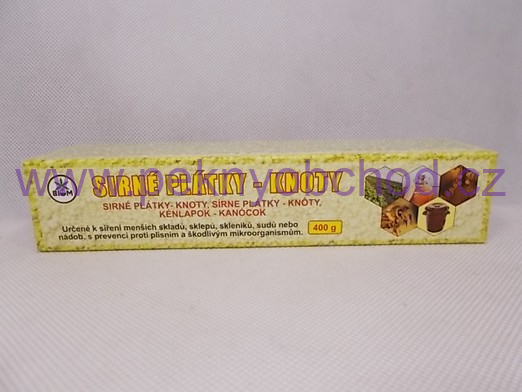 BIOM
SIRNÉ PLÁTKY - KNOTY
SIRNÉ PLÁTKY- KNOTY, SÍRNE PLÁTKY - KNÔTY,
KÉNLAPOK - KANÓCOK
Určené k síření menších skladů, sklepů, skleníků, sudů nebo
nádob, s prevencí proti plísním a škodlivým mikroorganismům.
400 g